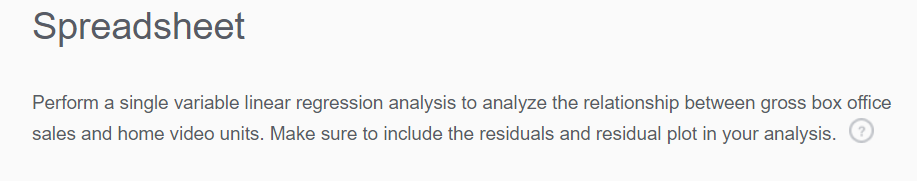 Spreadsheet
Perform a single variable linear regression analysis to analyze the relationship between gross box office
sales and home video units. Make sure to include the residuals and residual plot in your analysis. ?